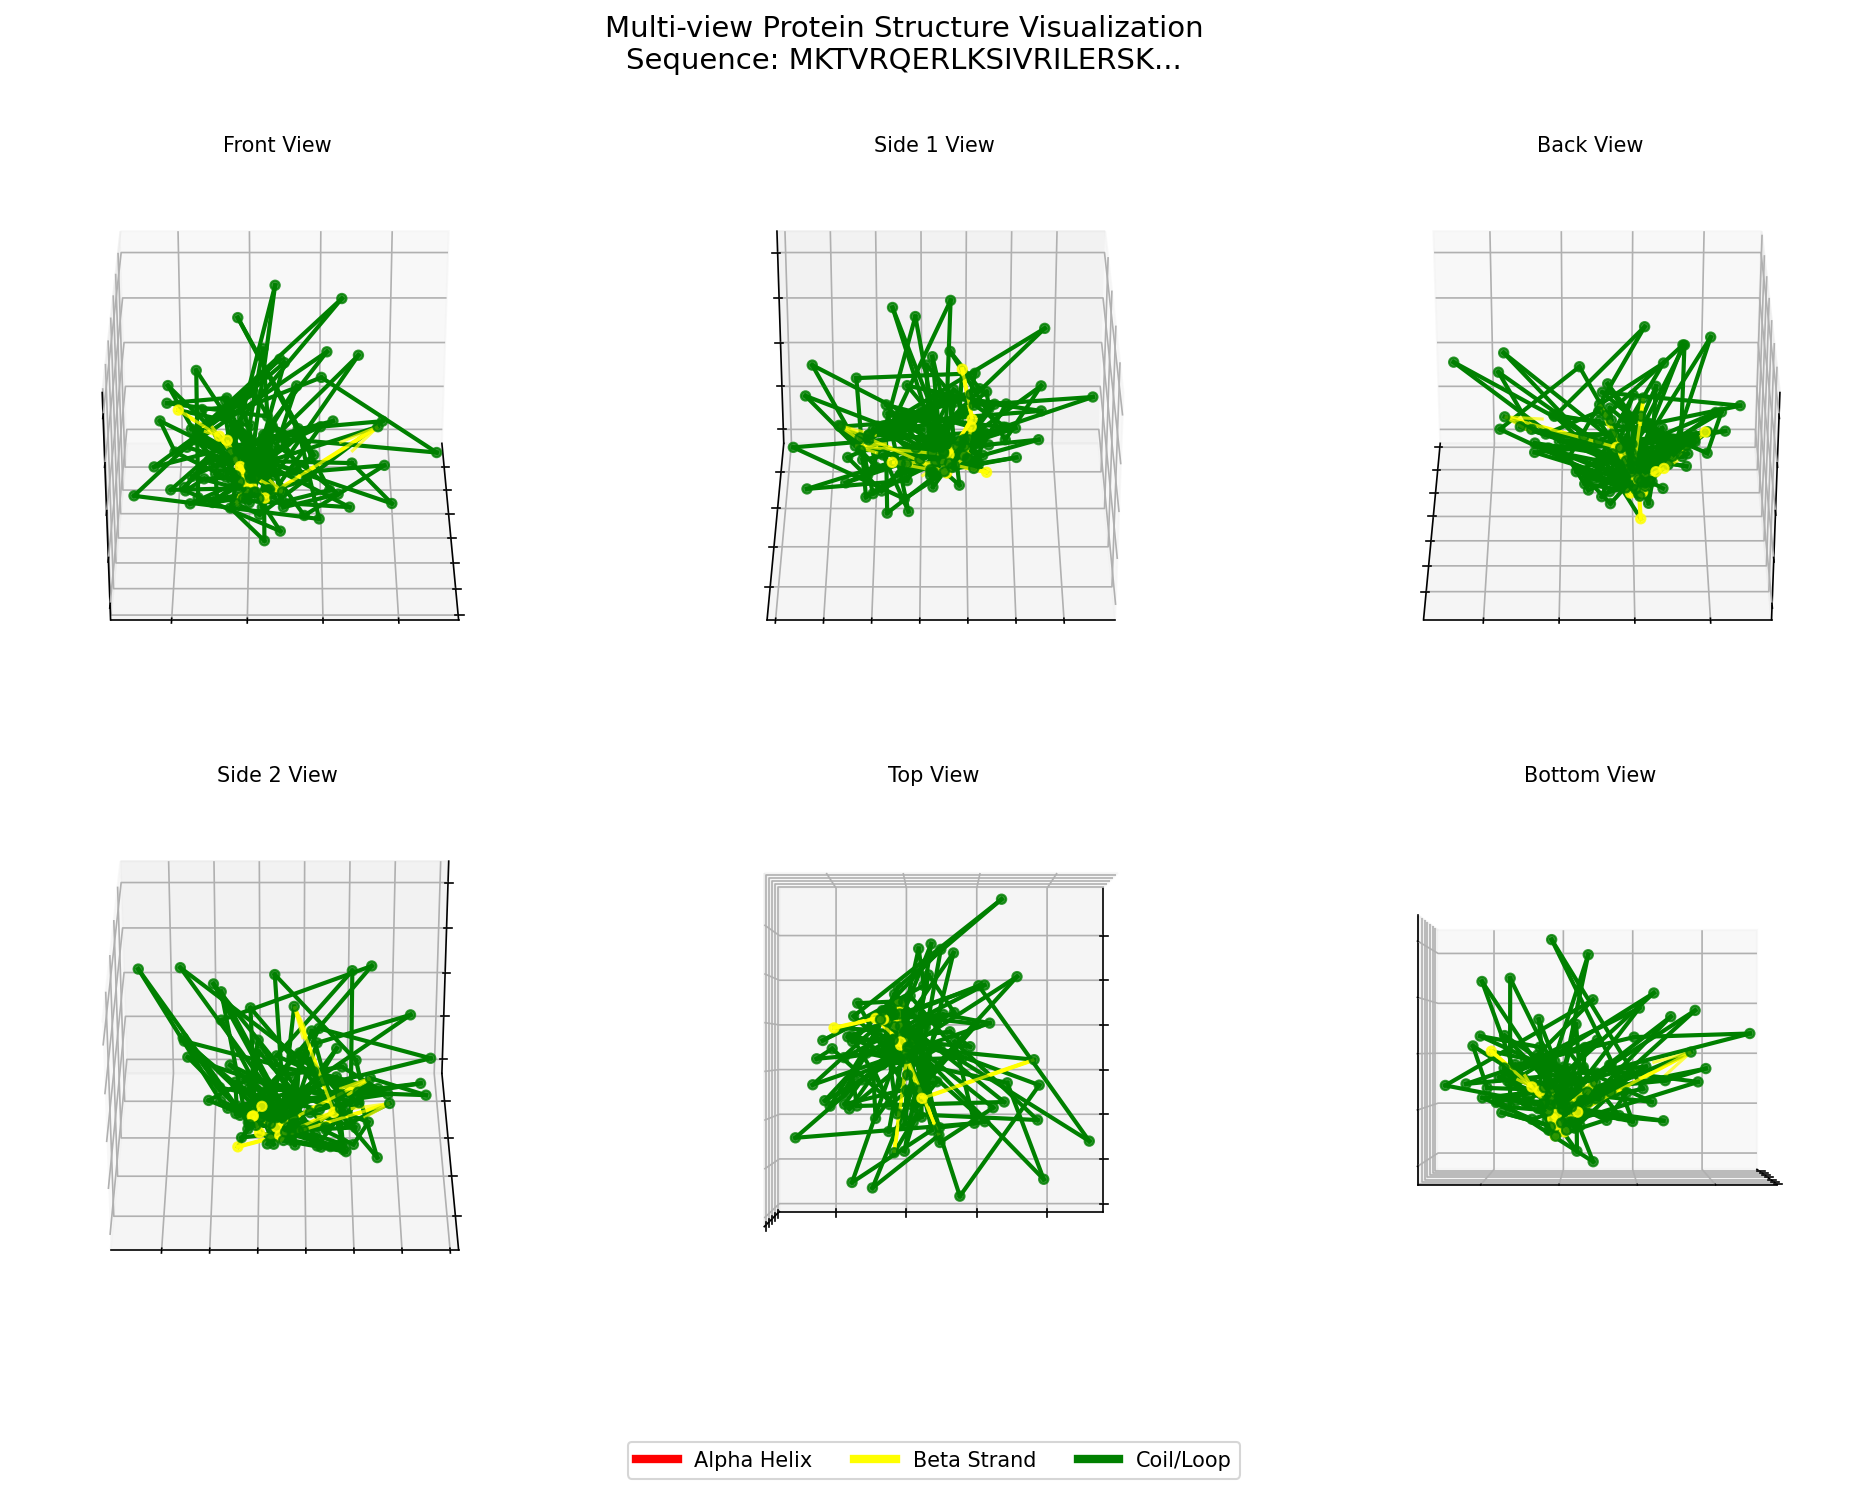 Multi-view Protein Structure Visualization
Sequence: MKTVRQERLKSIVRILERSK...
Front View
Side 1 View
Back View
Side 2 View
Top View
Bottom View
Alpha Helix
Beta Strand
Coil/Loop